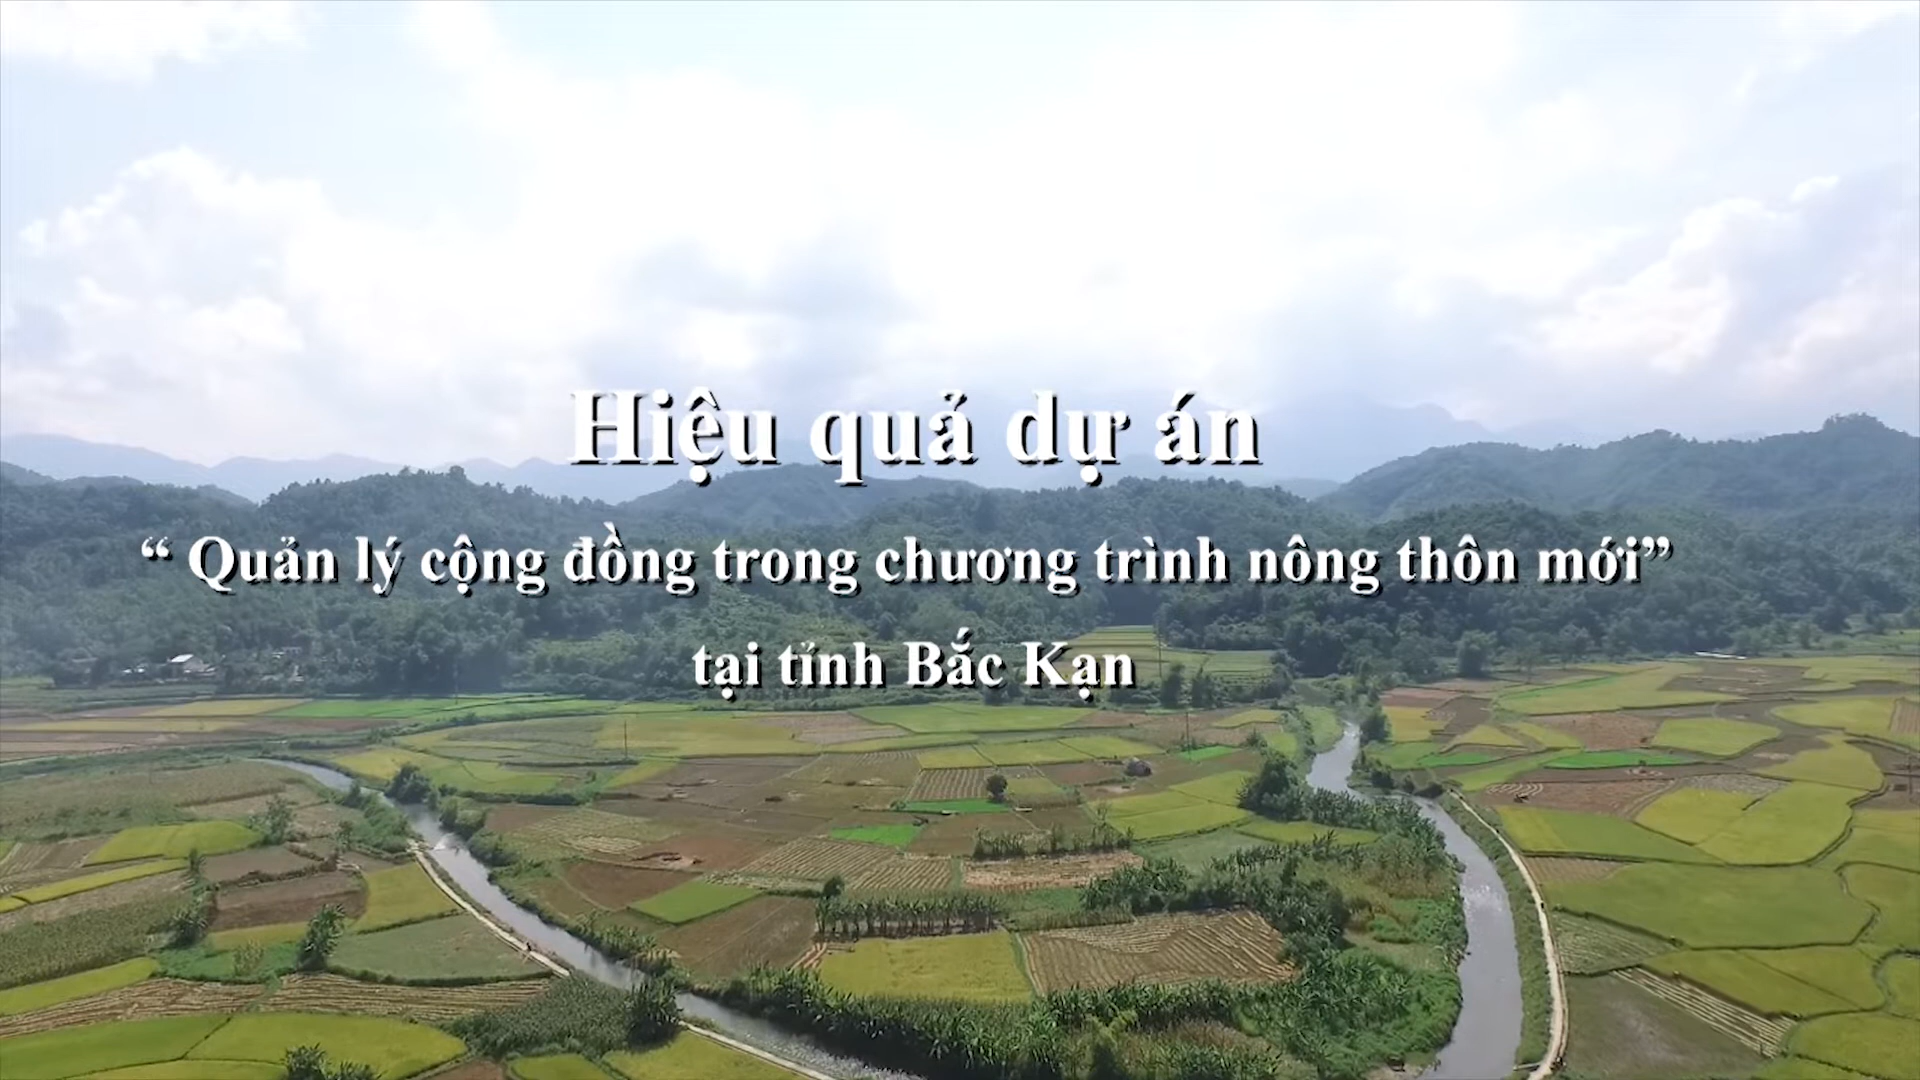 Hiệu quả dự án
“ Quản lý cộng đồng trong chương trình nông thôn mới”
tại tỉnh Bắc Kạn